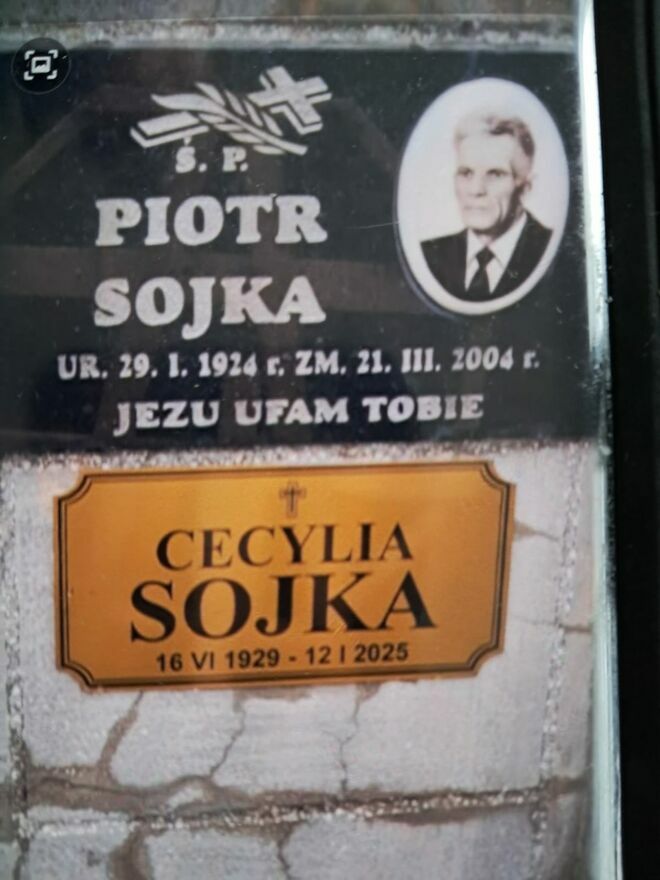 Ś. P.
PIOTR
SOJKA
UR. 29. I. 1924 r. ZM. 21. III. 2004 r.
JEZU UFAM TOBIE
CECYLIA
SOJKA
16 VI 1929 - 12 I 2025